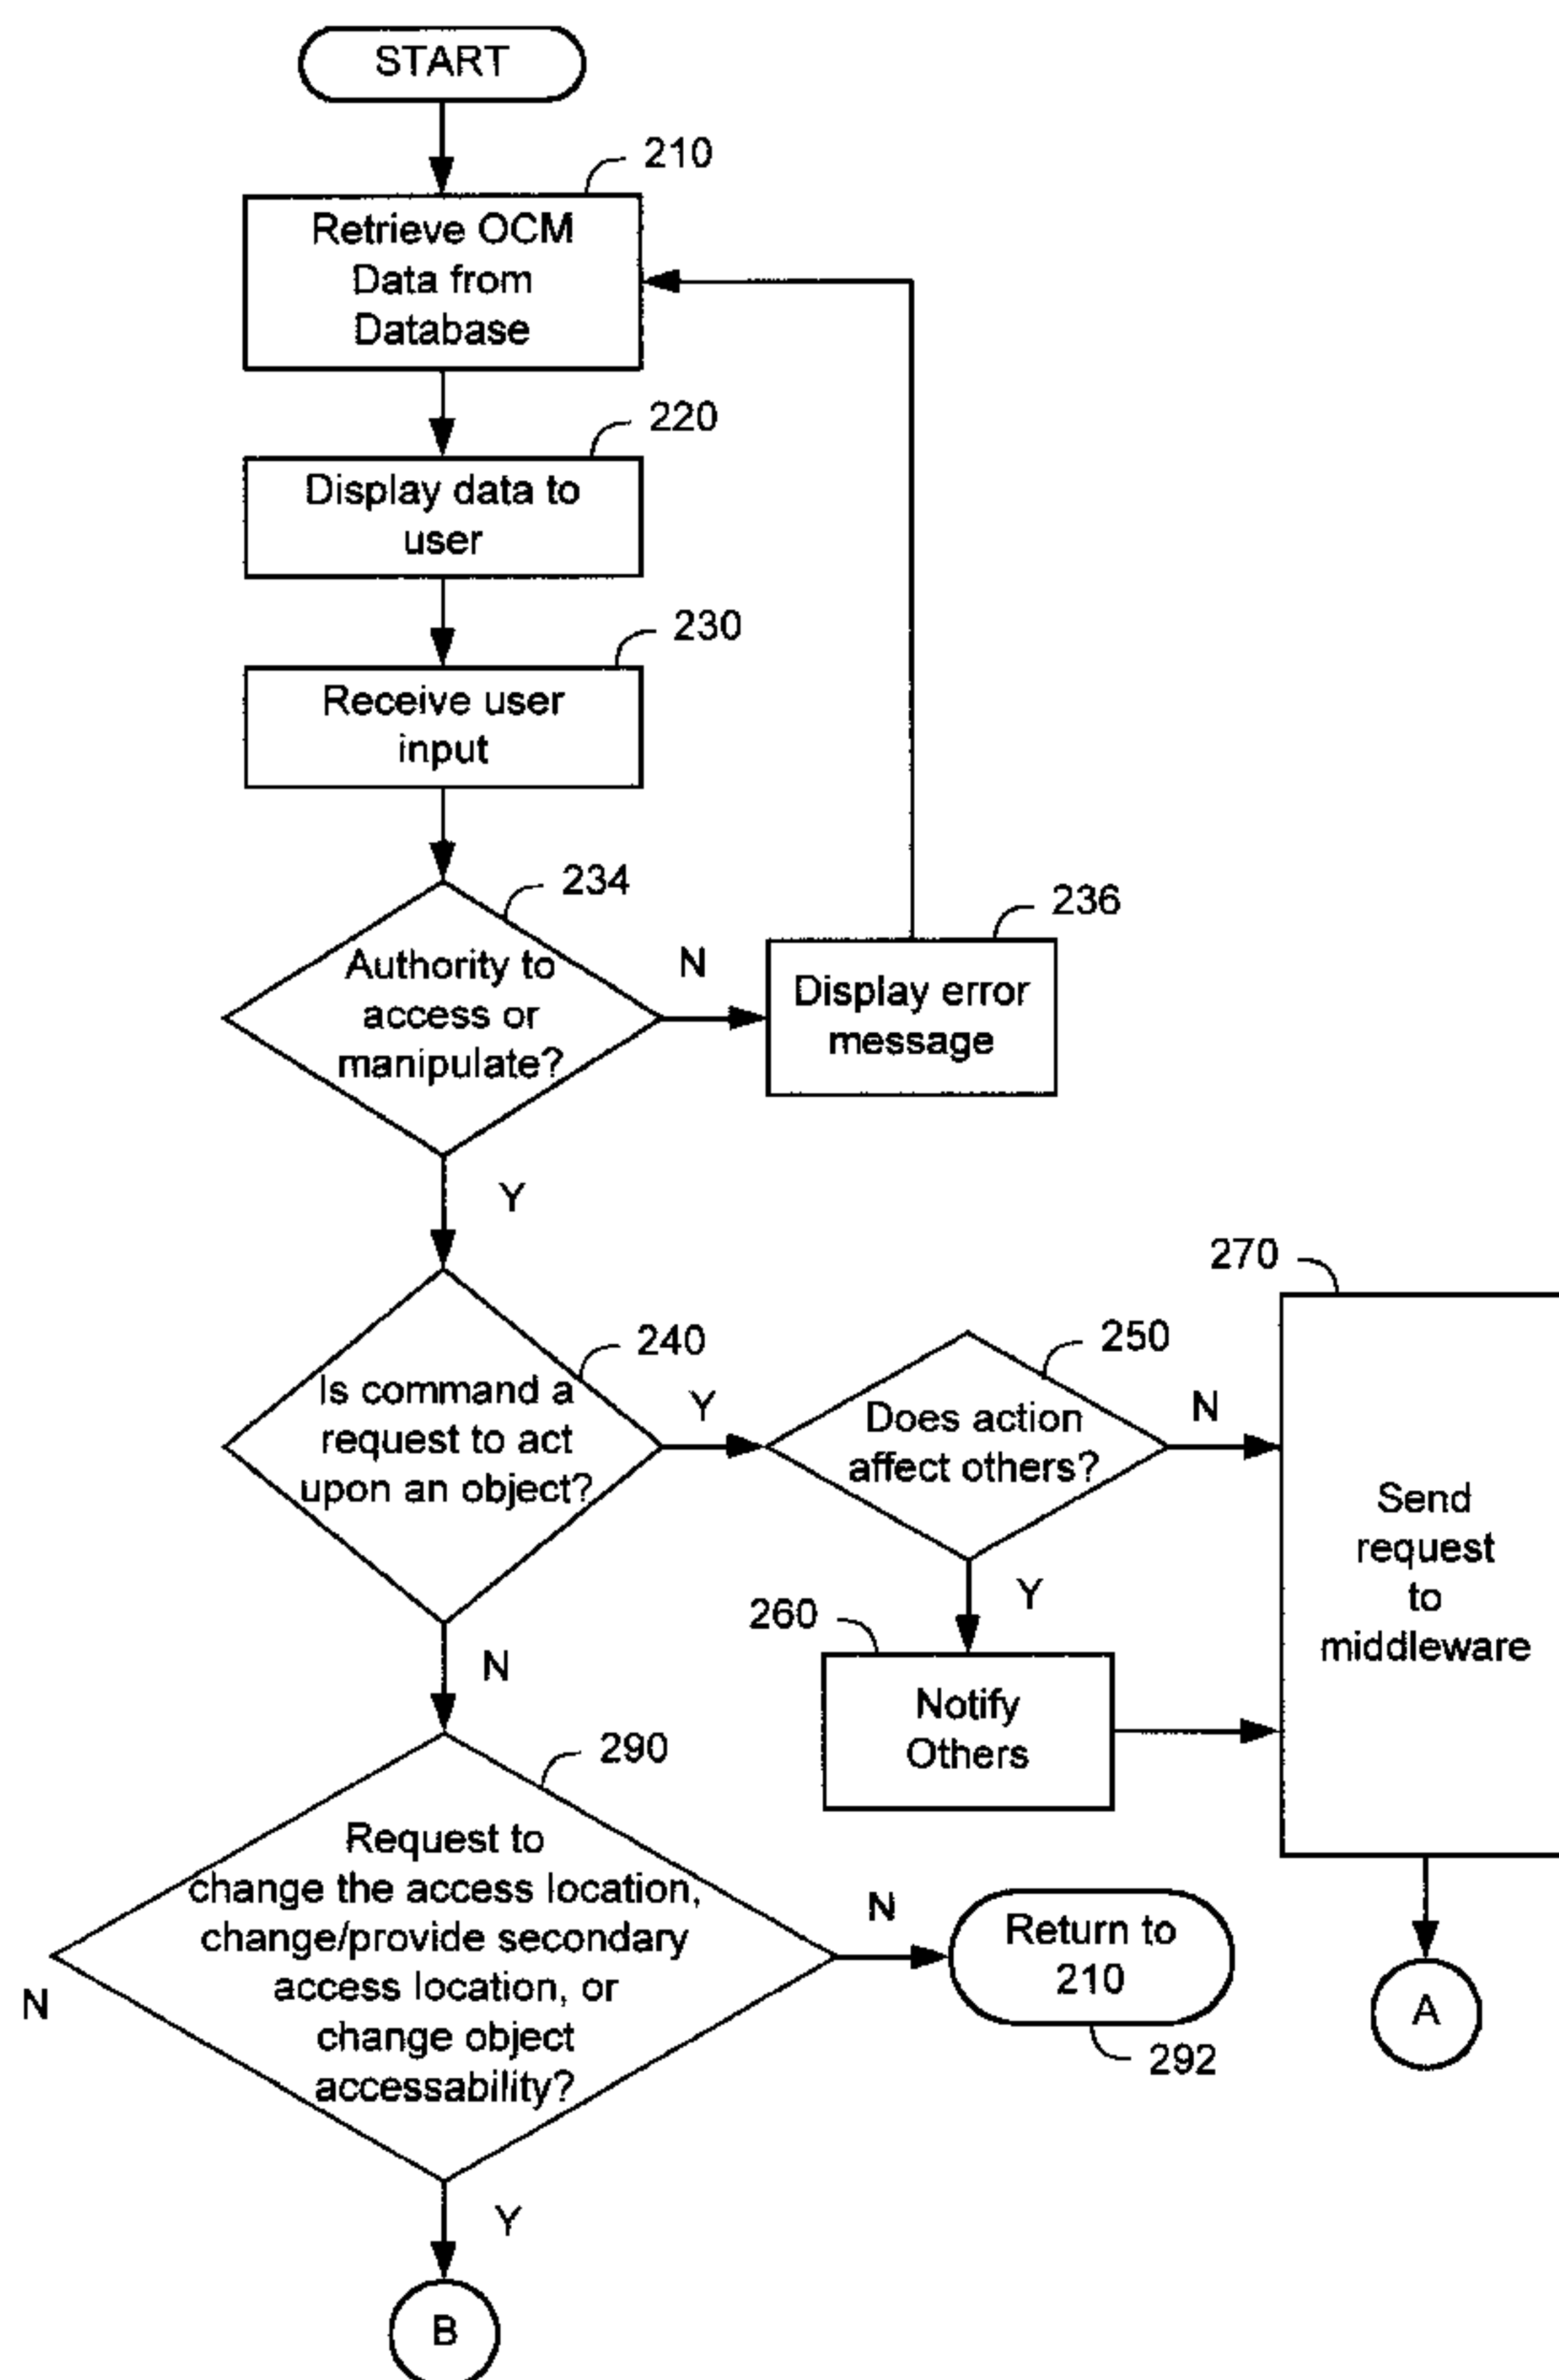 START
210
Retrieve OCM
Data from
Database
220
Display data to
user
230
Receive user
input
234
Authority to
access or
manipulate?
N
236
Display error
message
Y
240
Is command a
request to act
upon an object?
Y
250
Does action
affect others?
N
270
Send
request
to
middleware
Y
260
Notify
Others
N
290
Request to
change the access location,
change/provide secondary
access location, or
change object
accessability?
N
N
Return to
210
292
A
Y
B